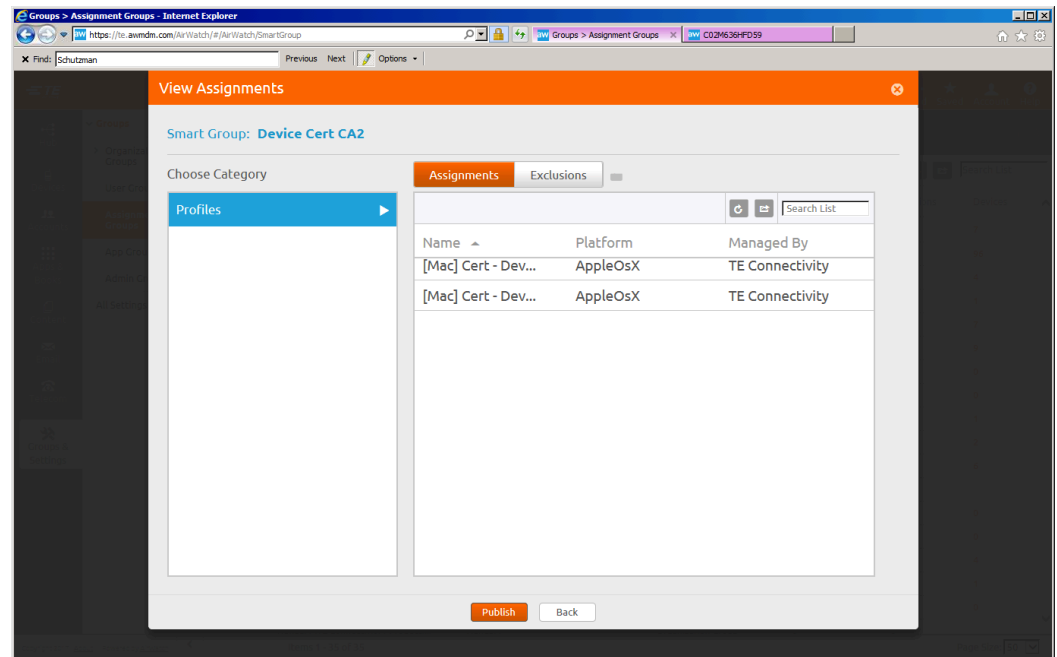 Groups > Assignment Groups - Internet Explorer
https://te.awmdm.com/AirWatch/#/AirWatch/SmartGroup
Groups > Assignment Groups
C02M636HFD59
Find: Schutzman
Previous Next Options
View Assignments
Smart Group: Device Cert CA2
Choose Category
Assignments Exclusions
Profiles
Search List
Name Platform Managed By
[Mac] Cert - Dev... AppleOsX TE Connectivity
[Mac] Cert - Dev... AppleOsX TE Connectivity
Publish Back